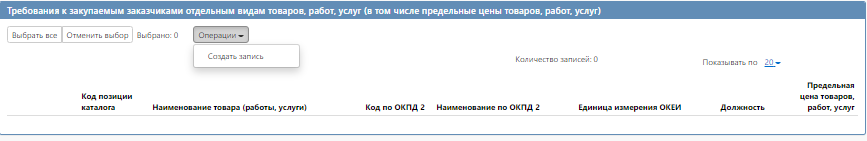 Требования к закупаемым заказчиками отдельным видам товаров, работ, услуг (в том числе предельные цены товаров, работ, услуг)
Выбрать все Отменить выбор Выбрано: 0 Операции
Создать запись
Количество записей: 0 Показывать по 20
Код позиции каталога Наименование товара (работы, услуги) Код по ОКПД 2 Наименование по ОКПД 2 Единица измерения ОКЕИ Должность Предельная цена товаров, работ, услуг